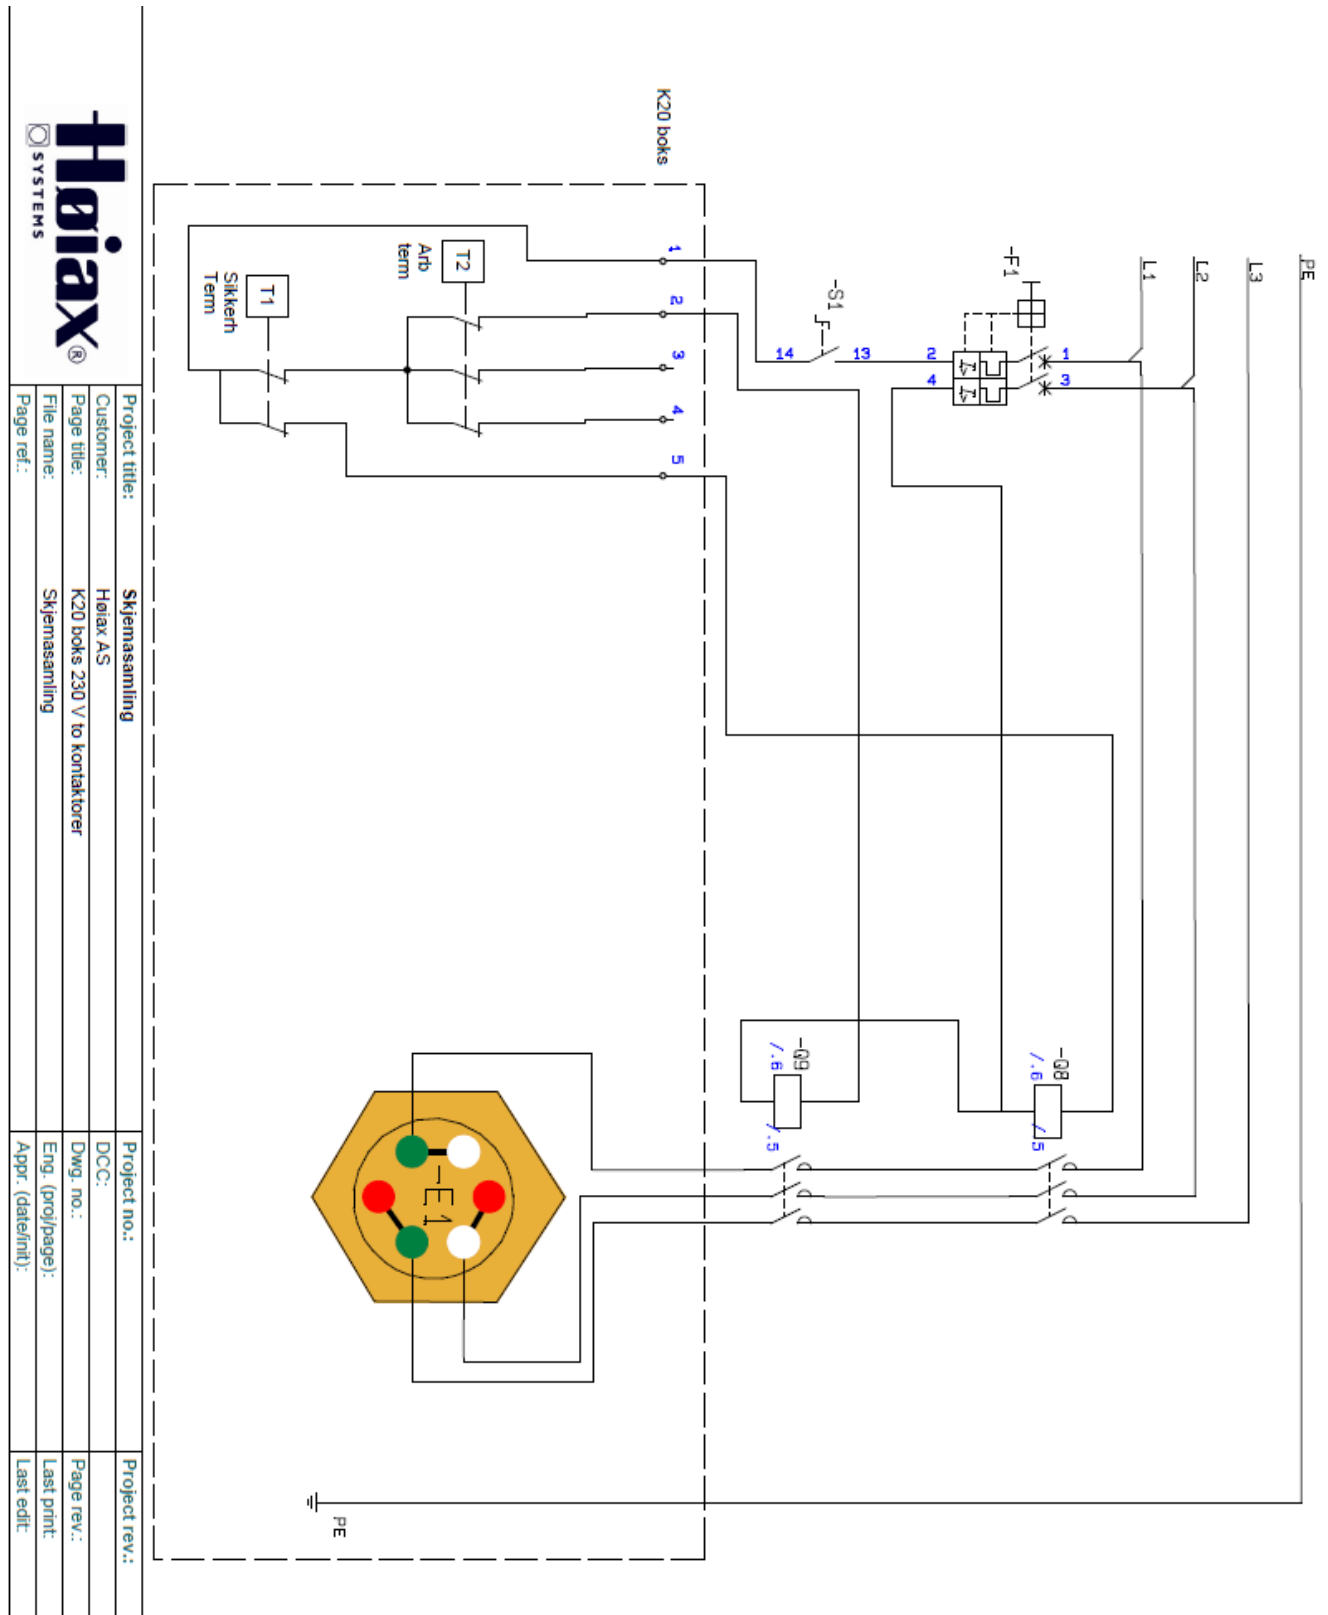 PE
L3
L2
L1
-F1
1
3
2
4
-S1
13
14
K20 boks
1
2
3
4
5
T2
Arb
term
T1
Sikkerh
Term
-Q8
/.6
/.5
-Q9
/.6
/.5
-E1
PE
Høiax®
SYSTEMS
Project title: Skjemasamling
Customer: Høiax AS
Page title: K20 boks 230 V to kontaktorer
File name: Skjemasamling
Page ref.:
Project no.:
DCC:
Dwg. no.:
Eng. (proj/page):
Appr. (date/init):
Project rev.:
Page rev.:
Last print:
Last edit: